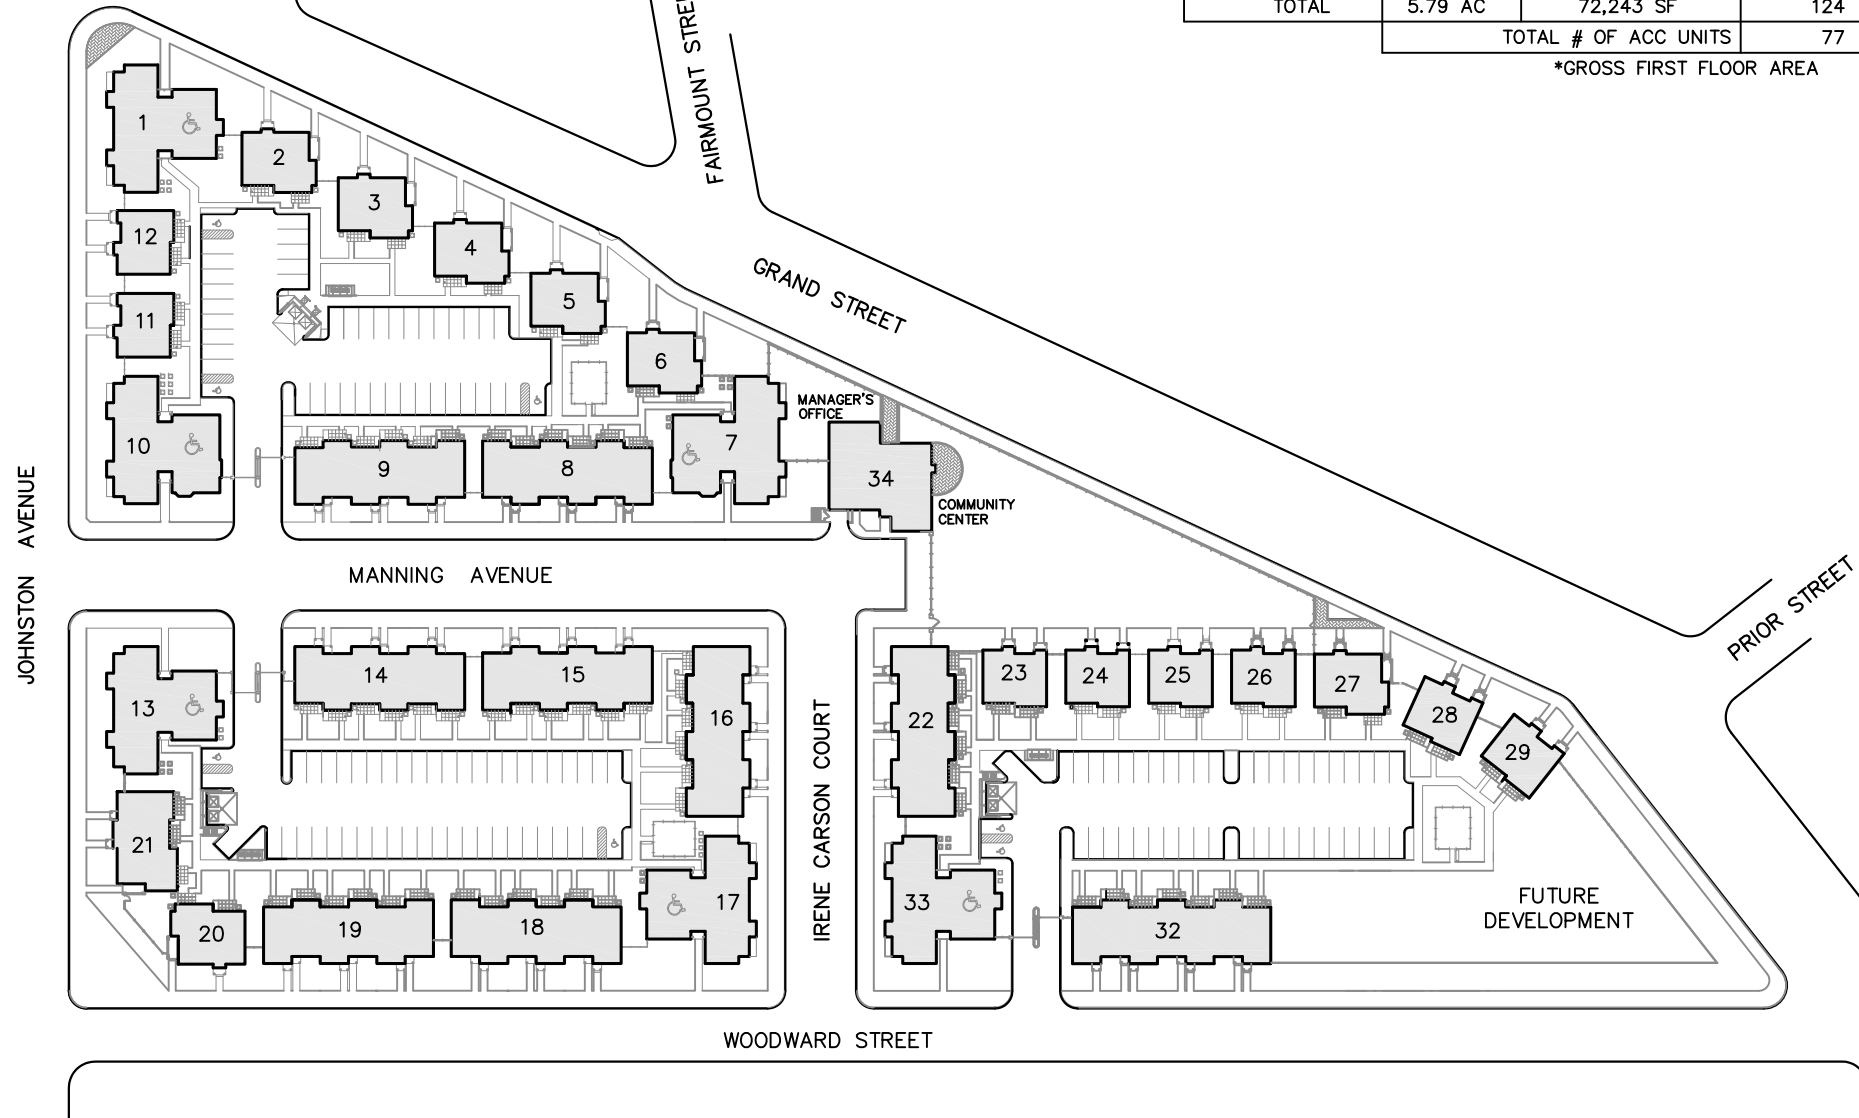 TOTAL 5.79 AC 72,243 SF 124
TOTAL # OF ACC UNITS 77
*GROSS FIRST FLOOR AREA
FAIRMOUNT
GRAND STREET
1
2
3
12
4
11
5
6
MANAGER'S
OFFICE
10
9
8
7
34
COMMUNITY
CENTER
JOHNSTON AVENUE
MANNING AVENUE
PRIOR STREET
13
14
15
16
IRENE CARSON COURT
22
23
24
25
26
27
28
29
21
20
19
18
17
33
32
FUTURE
DEVELOPMENT
WOODWARD STREET